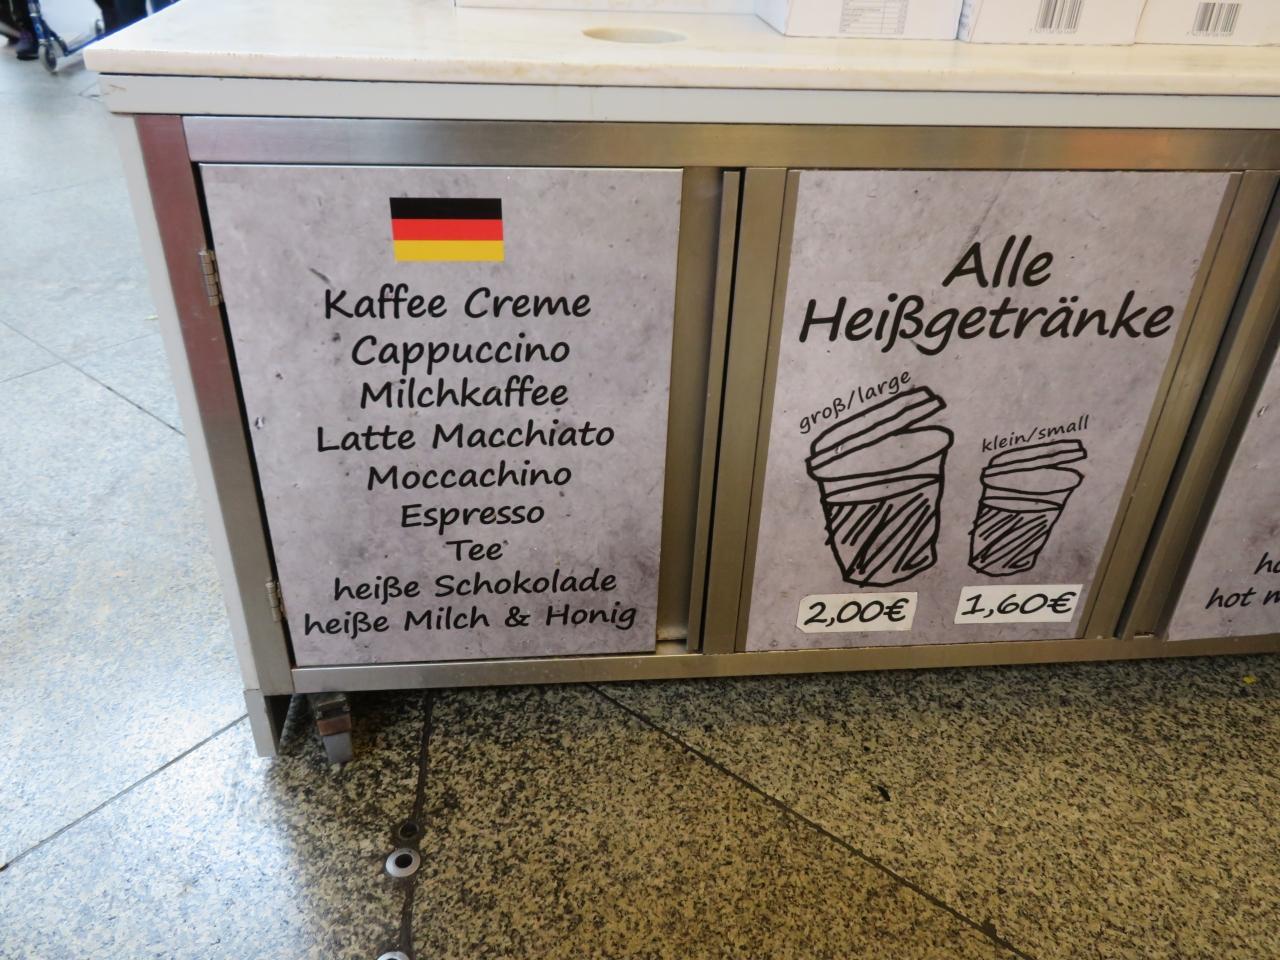 Kaffee Creme
Cappuccino
Milchkaffee
Latte Macchiato
Moccachino
Espresso
Tee
heiße Schokolade
heiße Milch & Honig
Alle
Heißgetränke
groß/large
klein/small
2,00€
1,60€
hot